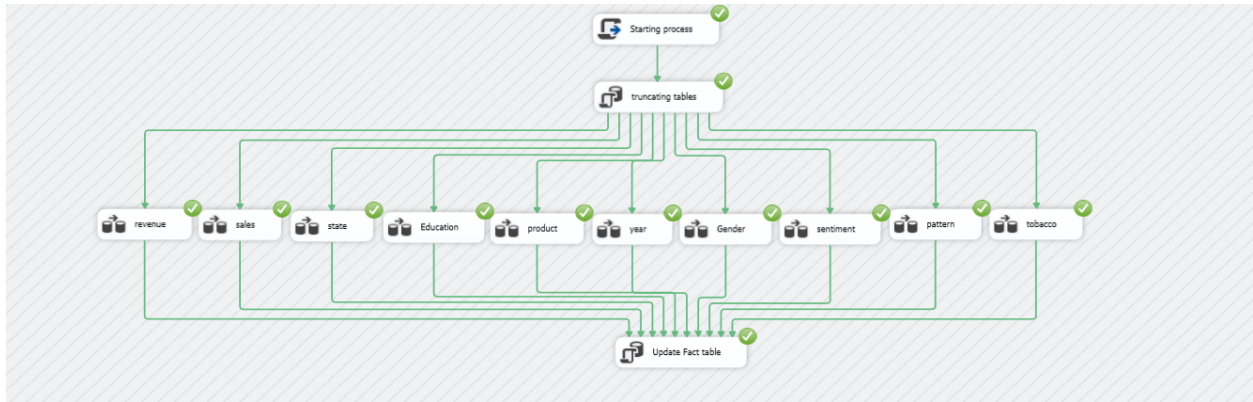 Starting process
truncating tables
revenue
sales
state
Education
product
year
Gender
sentiment
pattern
tobacco
Update Fact table